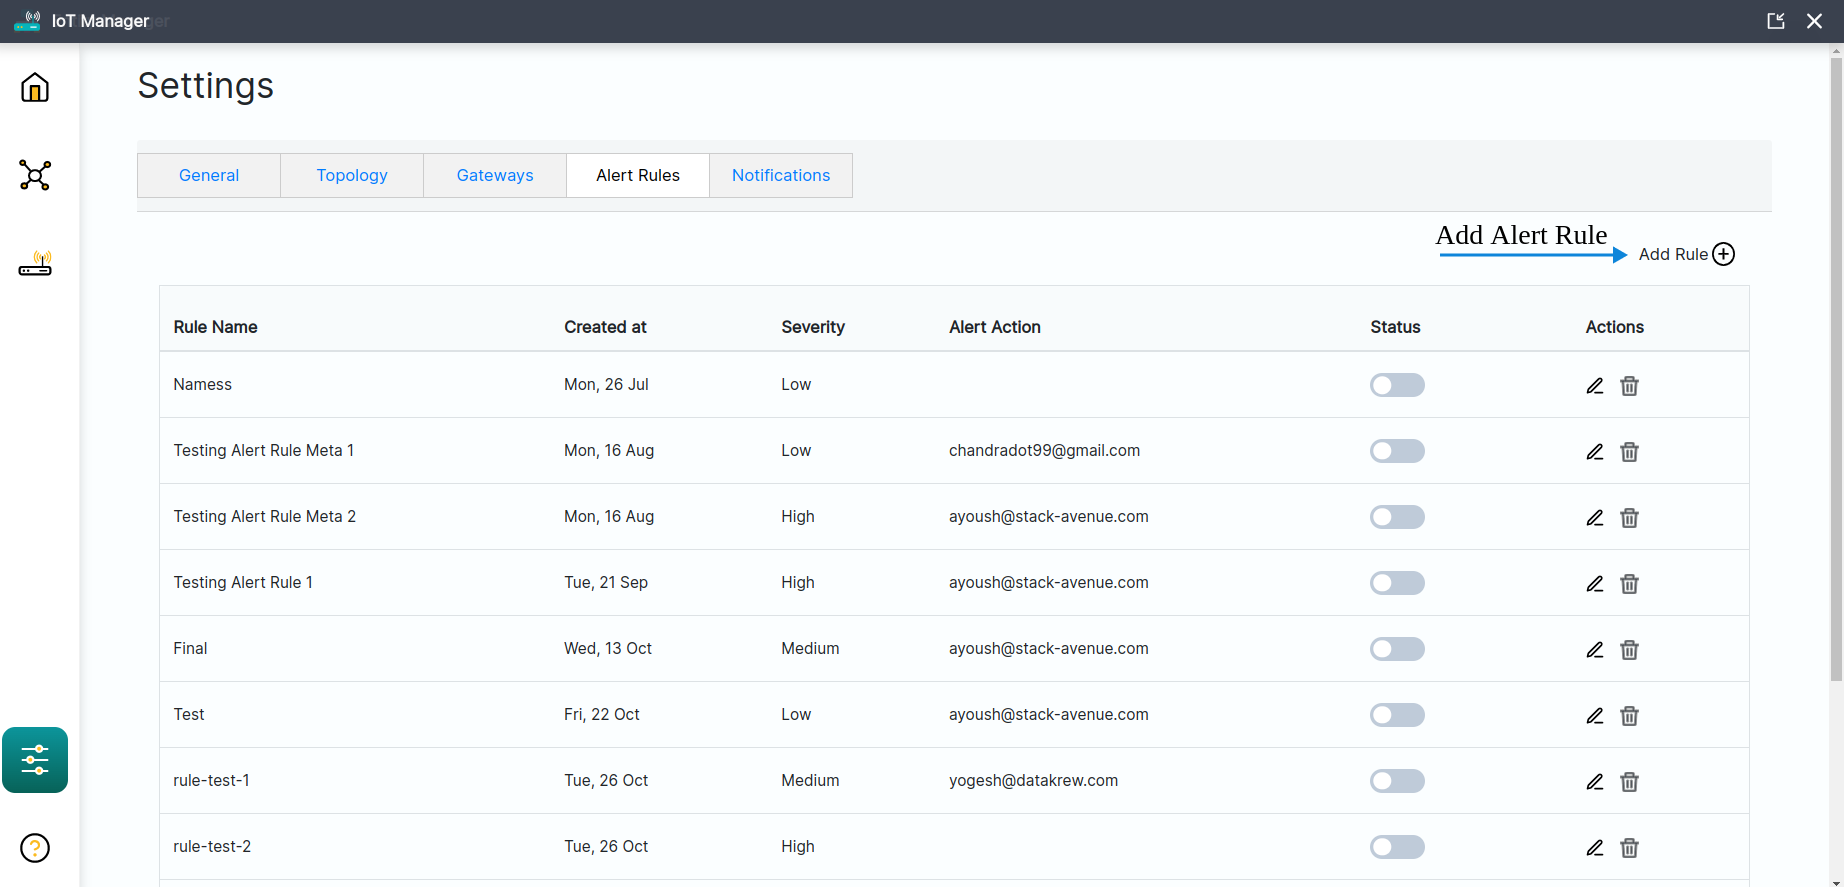 IoT Manager
Settings
General Topology Gateways Alert Rules Notifications
Add Alert Rule
Add Rule
Rule Name Created at Severity Alert Action Status Actions
Namess Mon, 26 Jul Low
Testing Alert Rule Meta 1 Mon, 16 Aug Low chandradot99@gmail.com
Testing Alert Rule Meta 2 Mon, 16 Aug High ayoush@stack-avenue.com
Testing Alert Rule 1 Tue, 21 Sep High ayoush@stack-avenue.com
Final Wed, 13 Oct Medium ayoush@stack-avenue.com
Test Fri, 22 Oct Low ayoush@stack-avenue.com
rule-test-1 Tue, 26 Oct Medium yogesh@datakrew.com
rule-test-2 Tue, 26 Oct High